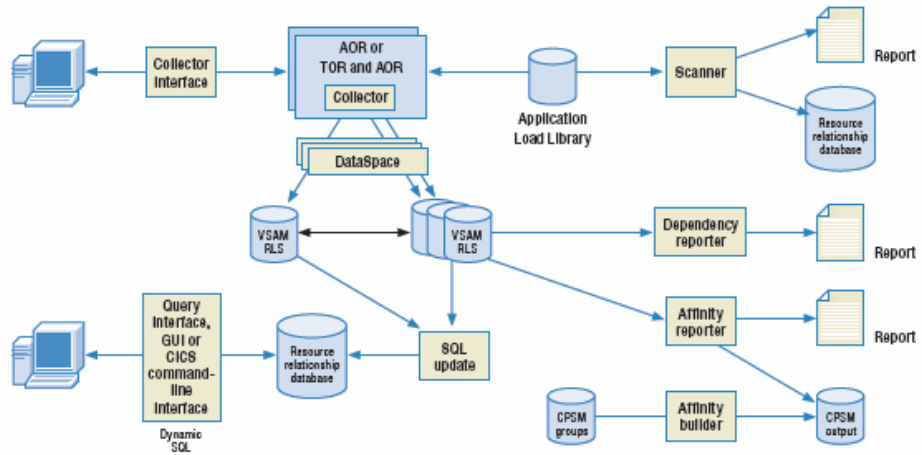 AOR or
TOR and AOR
Collector
Collector
Interface
Application
Load Library
Scanner
Report
Resource
relationship
database
DataSpace
VSAM
RLS
VSAM
RLS
Dependency
reporter
Report
Query
Interface,
GUI or
CICS
command-
line
Interface
Dynamic
SQL
Resource
relationship
database
SQL
update
Affinity
reporter
Report
CPSM
groups
Affinity
builder
CPSM
output